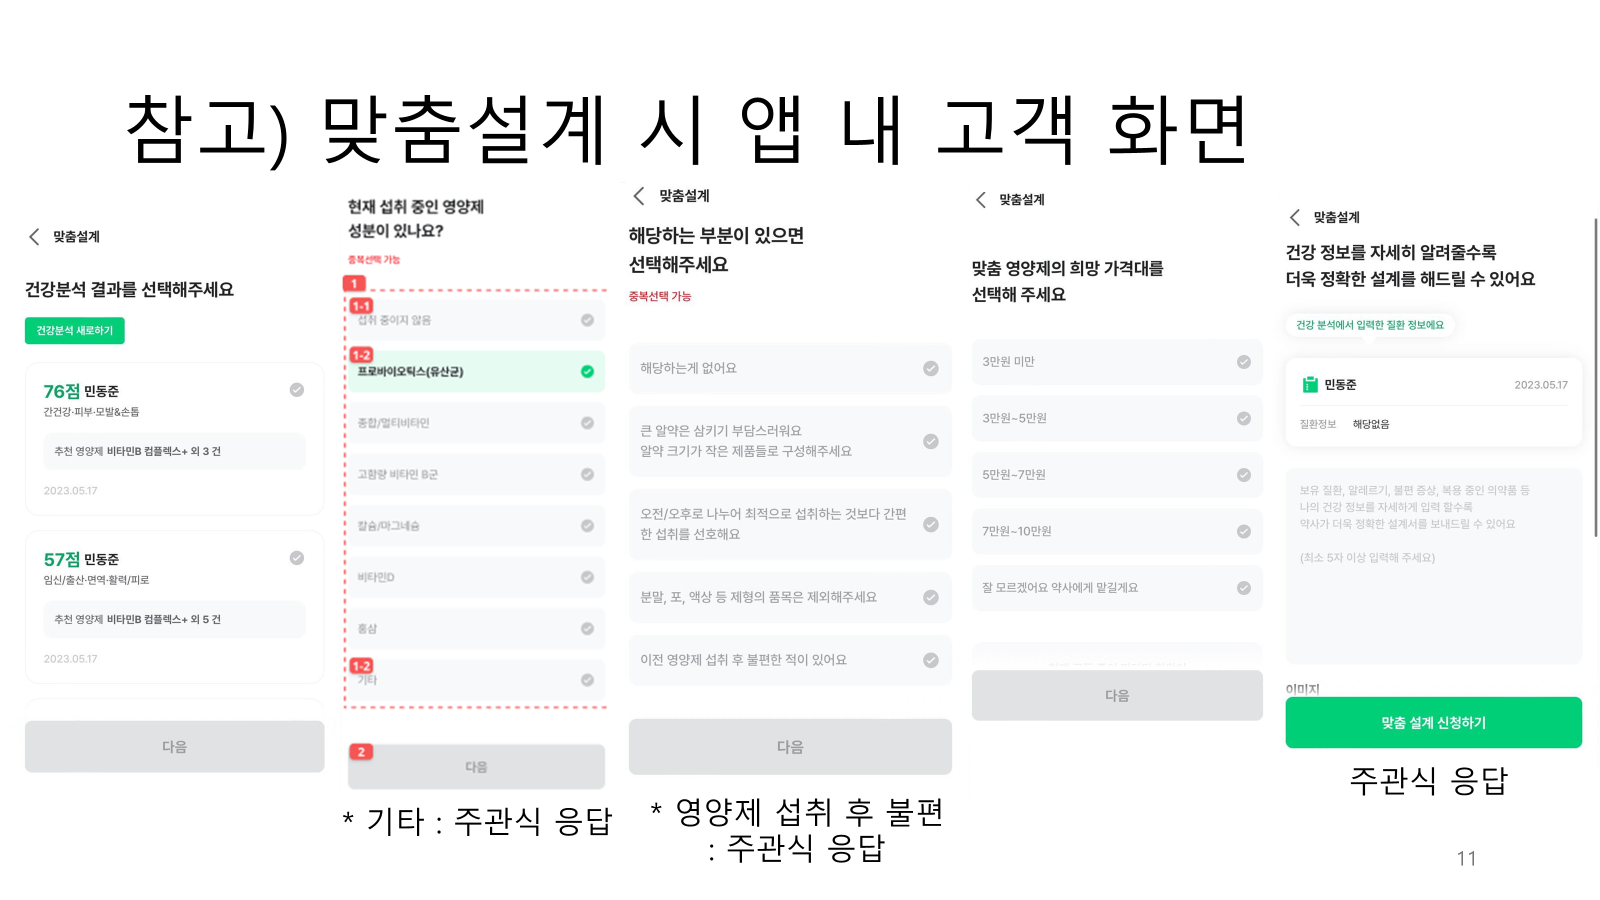 참고) 맞춤설계 시 앱 내 고객 화면
맞춤설계
건강분석 결과를 선택해주세요
건강분석 새로하기
76점 민동준
간건강·피부·모발&손톱
추천 영양제 비타민B 컴플렉스+ 외 3 건
2023.05.17
57점 민동준
임신/출산·면역·활력/피로
추천 영양제 비타민B 컴플렉스+ 외 5 건
2023.05.17
다음
현재 섭취 중인 영양제
성분이 있나요?
중복선택 가능
1
1-1
섭취 중이지 않음
1-2
프로바이오틱스(유산균)
종합/멀티비타민
고함량 비타민 B군
칼슘/마그네슘
비타민D
홍삼
1-2
기타
2
다음
* 기타 : 주관식 응답
맞춤설계
해당하는 부분이 있으면
선택해주세요
중복선택 가능
해당하는게 없어요
큰 알약은 삼키기 부담스러워요
알약 크기가 작은 제품들로 구성해주세요
오전/오후로 나누어 최적으로 섭취하는 것보다 간편
한 섭취를 선호해요
분말, 포, 액상 등 제형의 품목은 제외해주세요
이전 영양제 섭취 후 불편한 적이 있어요
다음
* 영양제 섭취 후 불편
: 주관식 응답
맞춤설계
맞춤 영양제의 희망 가격대를
선택해 주세요
3만원 미만
3만원~5만원
5만원~7만원
7만원~10만원
잘 모르겠어요 약사에게 맡길게요
다음
맞춤설계
건강 정보를 자세히 알려줄수록
더욱 정확한 설계를 해드릴 수 있어요
건강 분석에서 입력한 질환 정보에요
민동준
2023.05.17
질환정보 해당없음
보유 질환, 알레르기, 불편 증상, 복용 중인 의약품 등
나의 건강 정보를 자세하게 입력 할수록
약사가 더욱 정확한 설계서를 보내드릴 수 있어요
(최소 5자 이상 입력해 주세요)
이미지
맞춤 설계 신청하기
주관식 응답
11